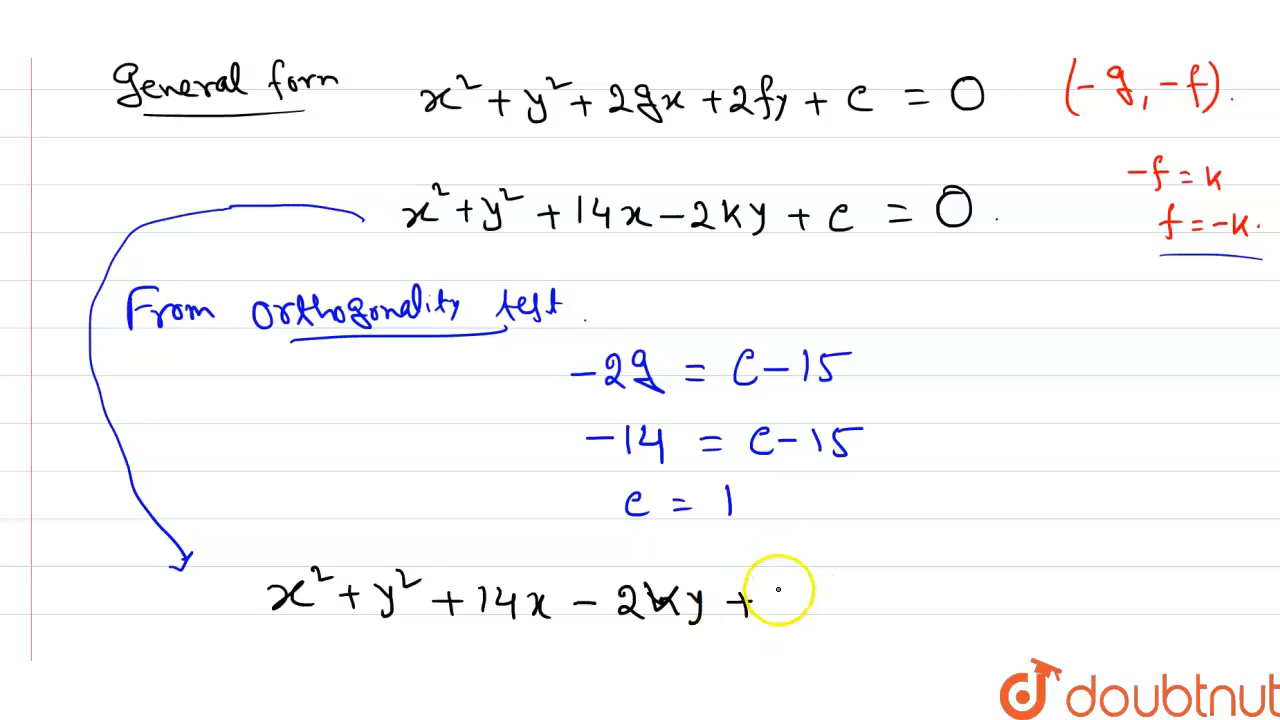 General form x² + y² + 2gx + 2fy + c = 0 (-g, -f).
-f = k
x² + y² + 14x - 2ky + c = 0.
f = -k.
From orthogonality test.
-2g = C - 15
-14 = C - 15
c = 1
x² + y² + 14x - 2ky +
doubtnut